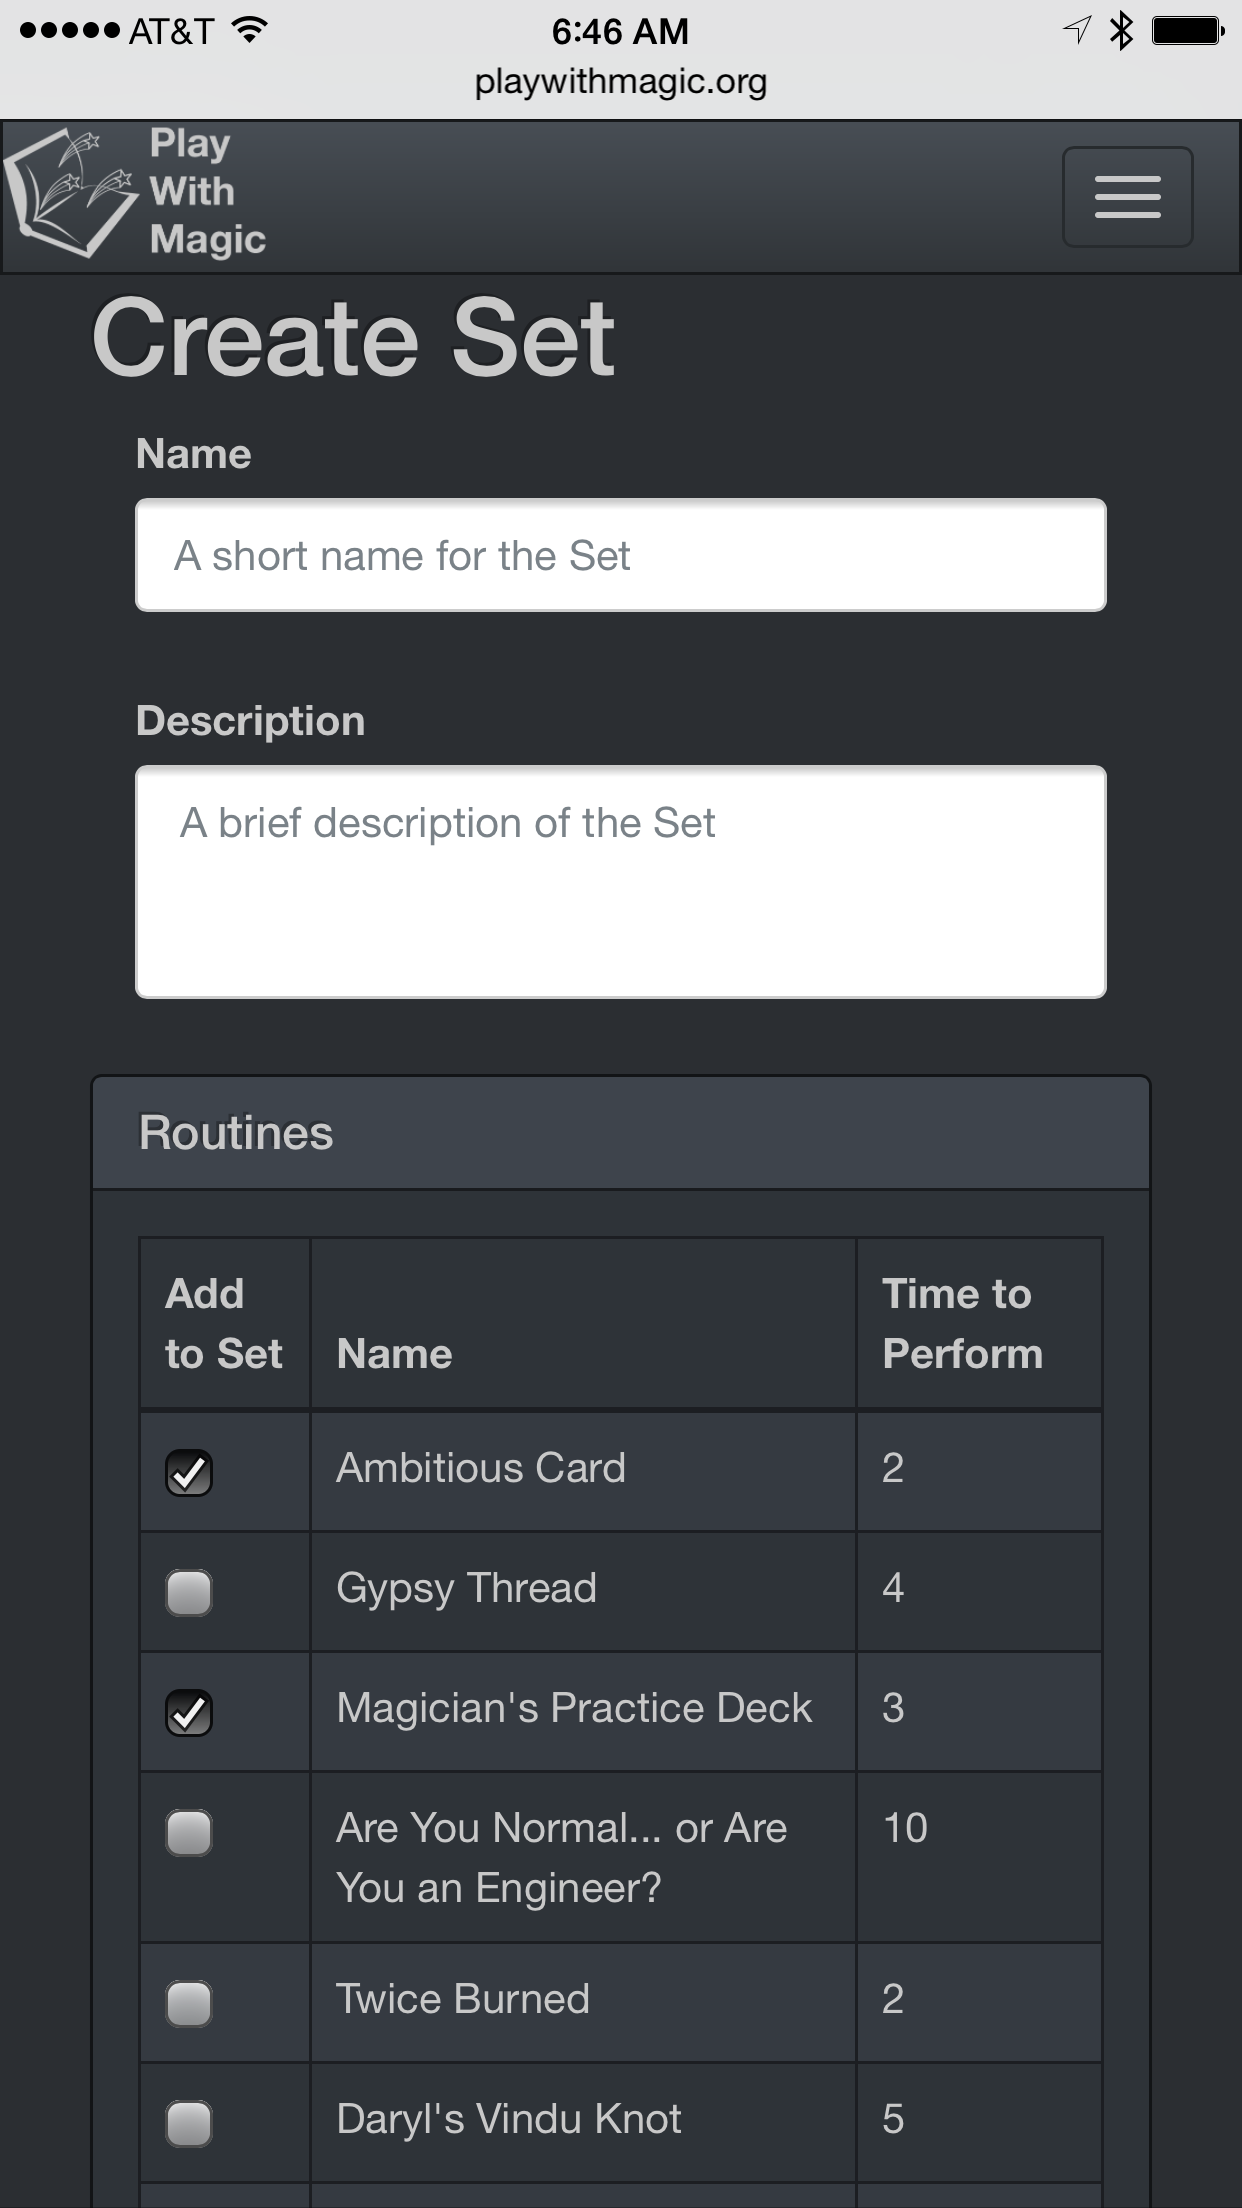 ●●●●● AT&T 6:46 AM
playwithmagic.org
Play
With
Magic
Create Set
Name
A short name for the Set
Description
A brief description of the Set
Routines
Add
to Set
Name
Time to
Perform
Ambitious Card 2
Gypsy Thread 4
Magician's Practice Deck 3
Are You Normal... or Are 10
You an Engineer?
Twice Burned 2
Daryl's Vindu Knot 5